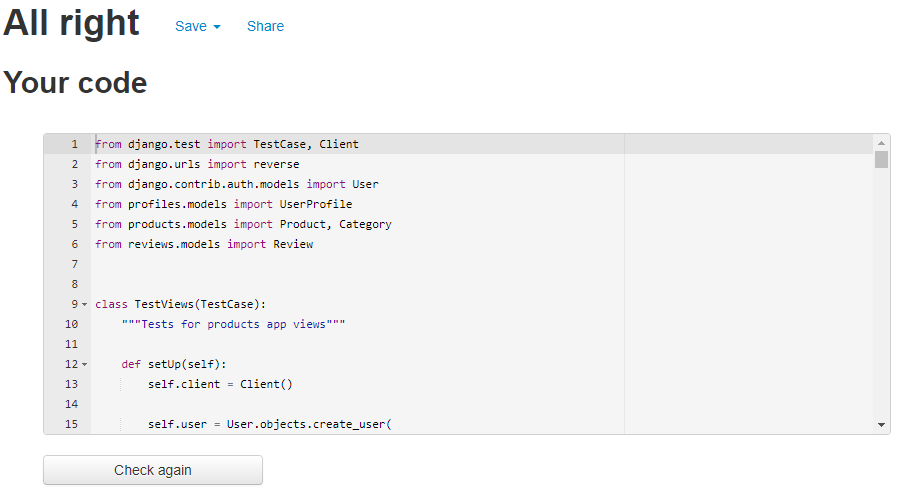 All right Save Share
Your code
1 from django.test import TestCase, Client
2 from django.urls import reverse
3 from django.contrib.auth.models import User
4 from profiles.models import UserProfile
5 from products.models import Product, Category
6 from reviews.models import Review
7
8
9 class TestViews(TestCase):
10 """Tests for products app views"""
11
12 def setUp(self):
13 self.client = Client()
14
15 self.user = User.objects.create_user(
Check again